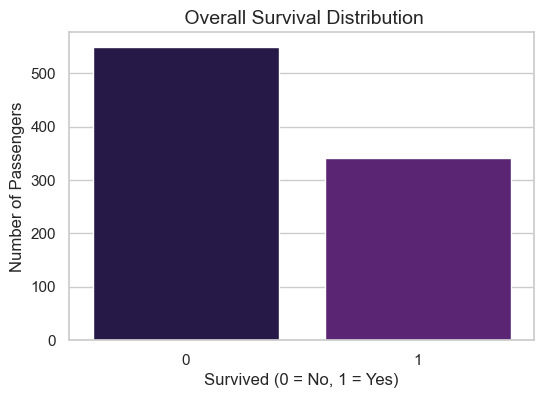 Overall Survival Distribution
Number of Passengers
500
400
300
200
100
0
0 1
Survived (0 = No, 1 = Yes)